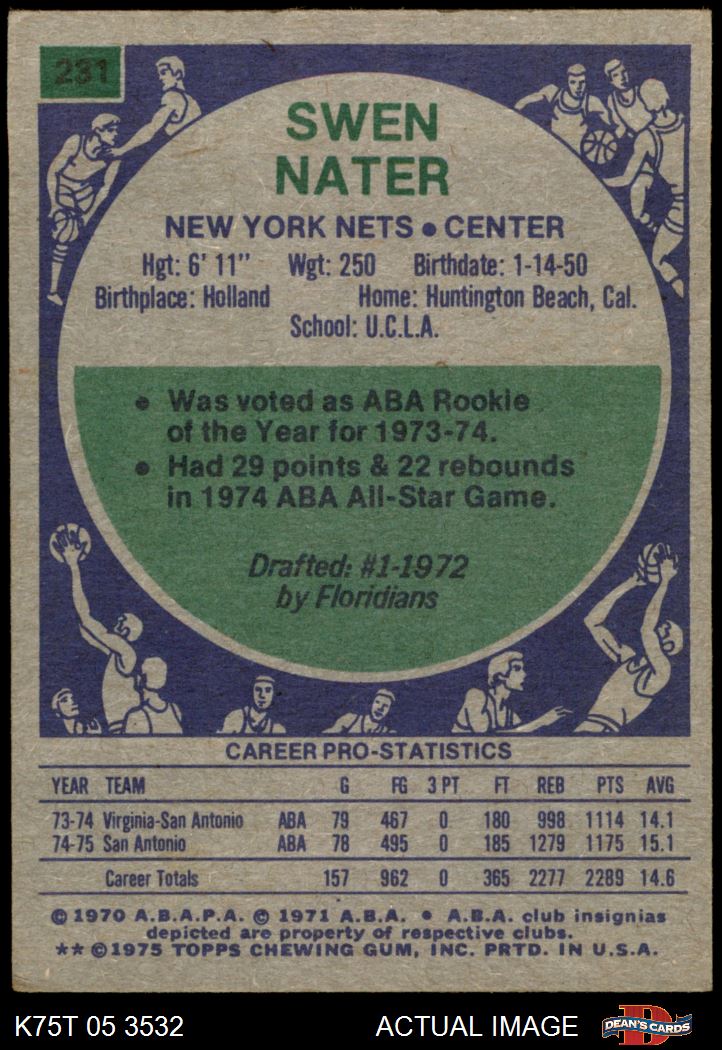 231
SWEN
NATER
NEW YORK NETS • CENTER
Hgt: 6' 11" Wgt: 250 Birthdate: 1-14-50
Birthplace: Holland Home: Huntington Beach, Cal.
School: U.C.L.A.
• Was voted as ABA Rookie
of the Year for 1973-74.
• Had 29 points & 22 rebounds
in 1974 ABA All-Star Game.
Drafted: #1-1972
by Floridians
CAREER PRO-STATISTICS
YEAR TEAM G FG 3 PT FT REB PTS AVG
73-74 Virginia-San Antonio ABA 79 467 0 180 998 1114 14.1
74-75 San Antonio ABA 78 495 0 185 1279 1175 15.1
Career Totals 157 962 0 365 2277 2289 14.6
© 1970 A.B.A.P.A. © 1971 A.B.A. • A.B.A. club insignias
depicted are property of respective clubs.
** © 1975 TOPPS CHEWING GUM, INC. PRTD. IN U.S.A.
K75T 05 3532 ACTUAL IMAGE D DEAN'S CARDS